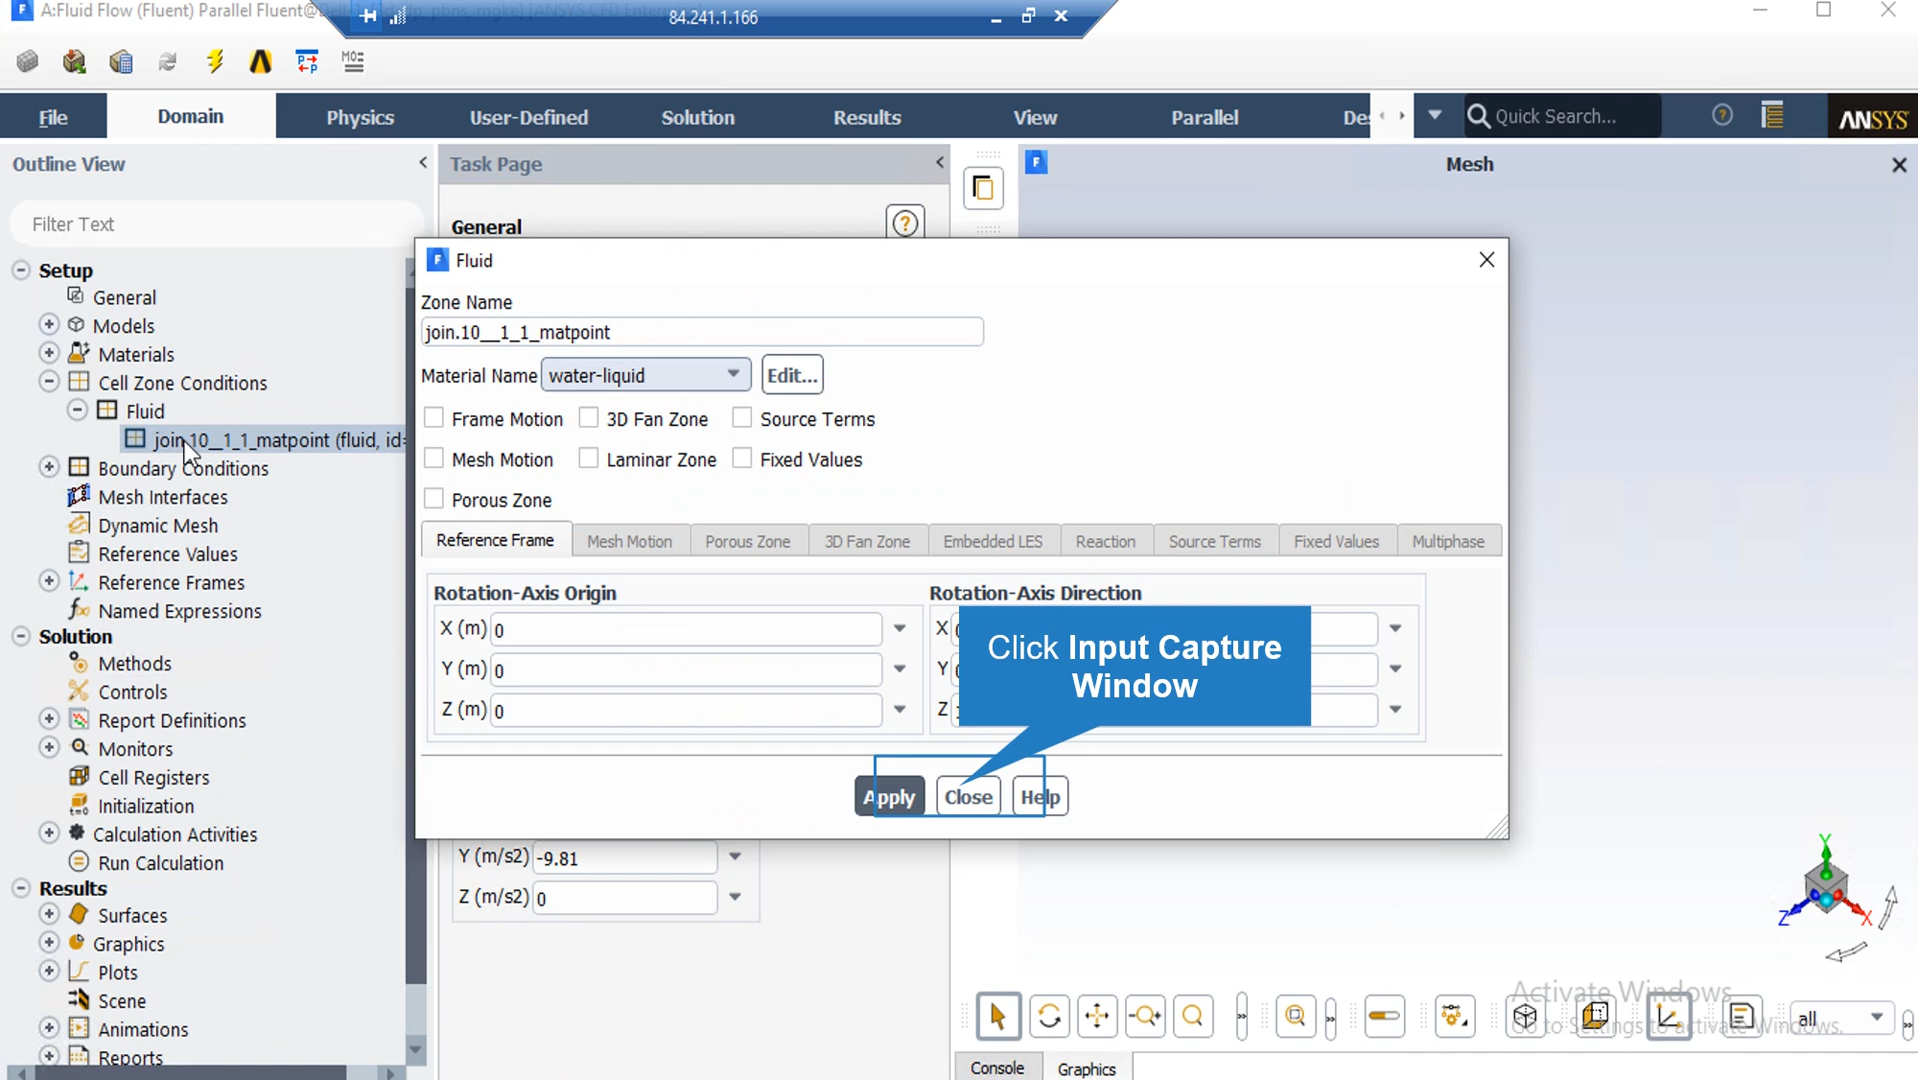 A:Fluid Flow (Fluent) Parallel Fluent@
84.241.1.166
File
Domain
Physics
User-Defined
Solution
Results
View
Parallel
Des
Quick Search...
ANSYS
Outline View
Task Page
Mesh
Filter Text
General
Setup
General
Models
Materials
Cell Zone Conditions
Fluid
join.10__1_1_matpoint (fluid, id=
Boundary Conditions
Mesh Interfaces
Dynamic Mesh
Reference Values
Reference Frames
Named Expressions
Solution
Methods
Controls
Report Definitions
Monitors
Cell Registers
Initialization
Calculation Activities
Run Calculation
Results
Surfaces
Graphics
Plots
Scene
Animations
Reports
Fluid
Zone Name
join.10__1_1_matpoint
Material Name water-liquid Edit...
Frame Motion 3D Fan Zone Source Terms
Mesh Motion Laminar Zone Fixed Values
Porous Zone
Reference Frame Mesh Motion Porous Zone 3D Fan Zone Embedded LES Reaction Source Terms Fixed Values Multiphase
Rotation-Axis Origin
X (m) 0
Y (m) 0
Z (m) 0
Rotation-Axis Direction
X
Y
Z
Click Input Capture
Window
Apply Close Help
Y (m/s2) -9.81
Z (m/s2) 0
Y
Z
X
Activate Windows
Go to Settings to activate Windows.
all
Console
Graphics